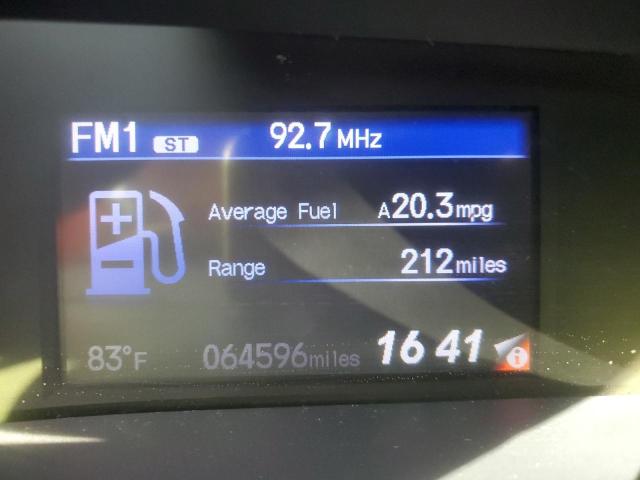 FM1 ST 92.7 MHz
Average Fuel A20.3mpg
Range 212miles
83°F 064596miles 16 41 i